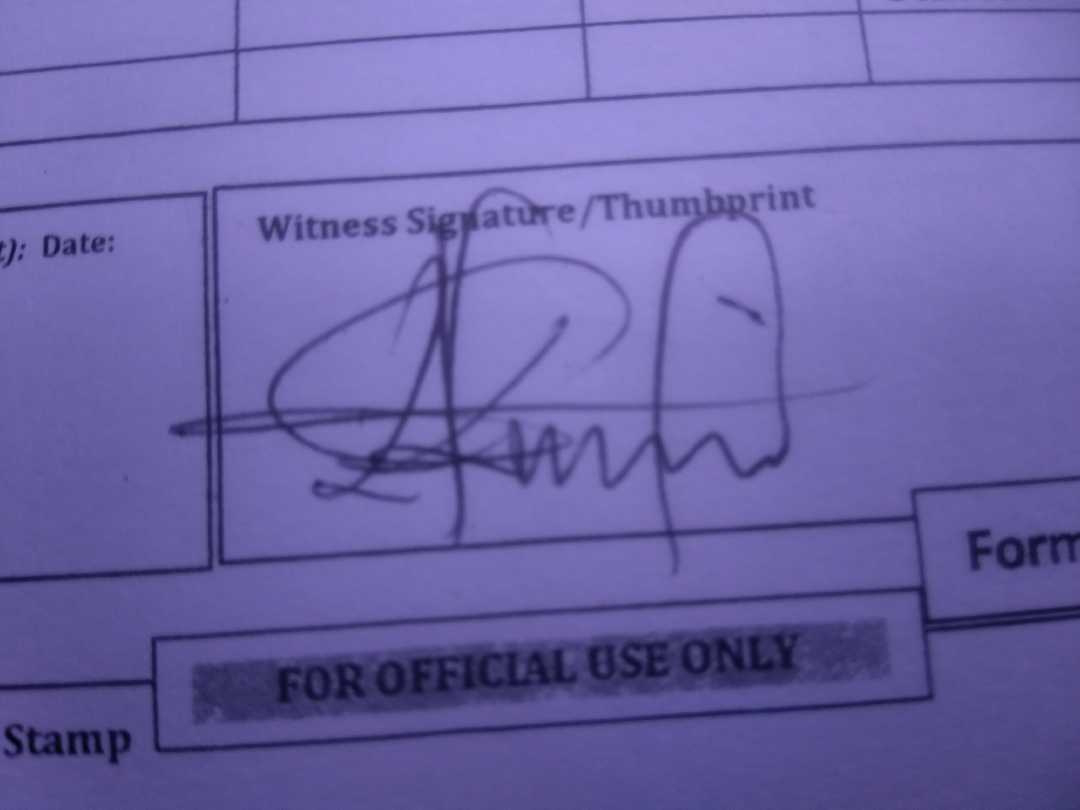 Witness Signature/Thumbprint
t): Date:
Form
FOR OFFICIAL USE ONLY
Stamp